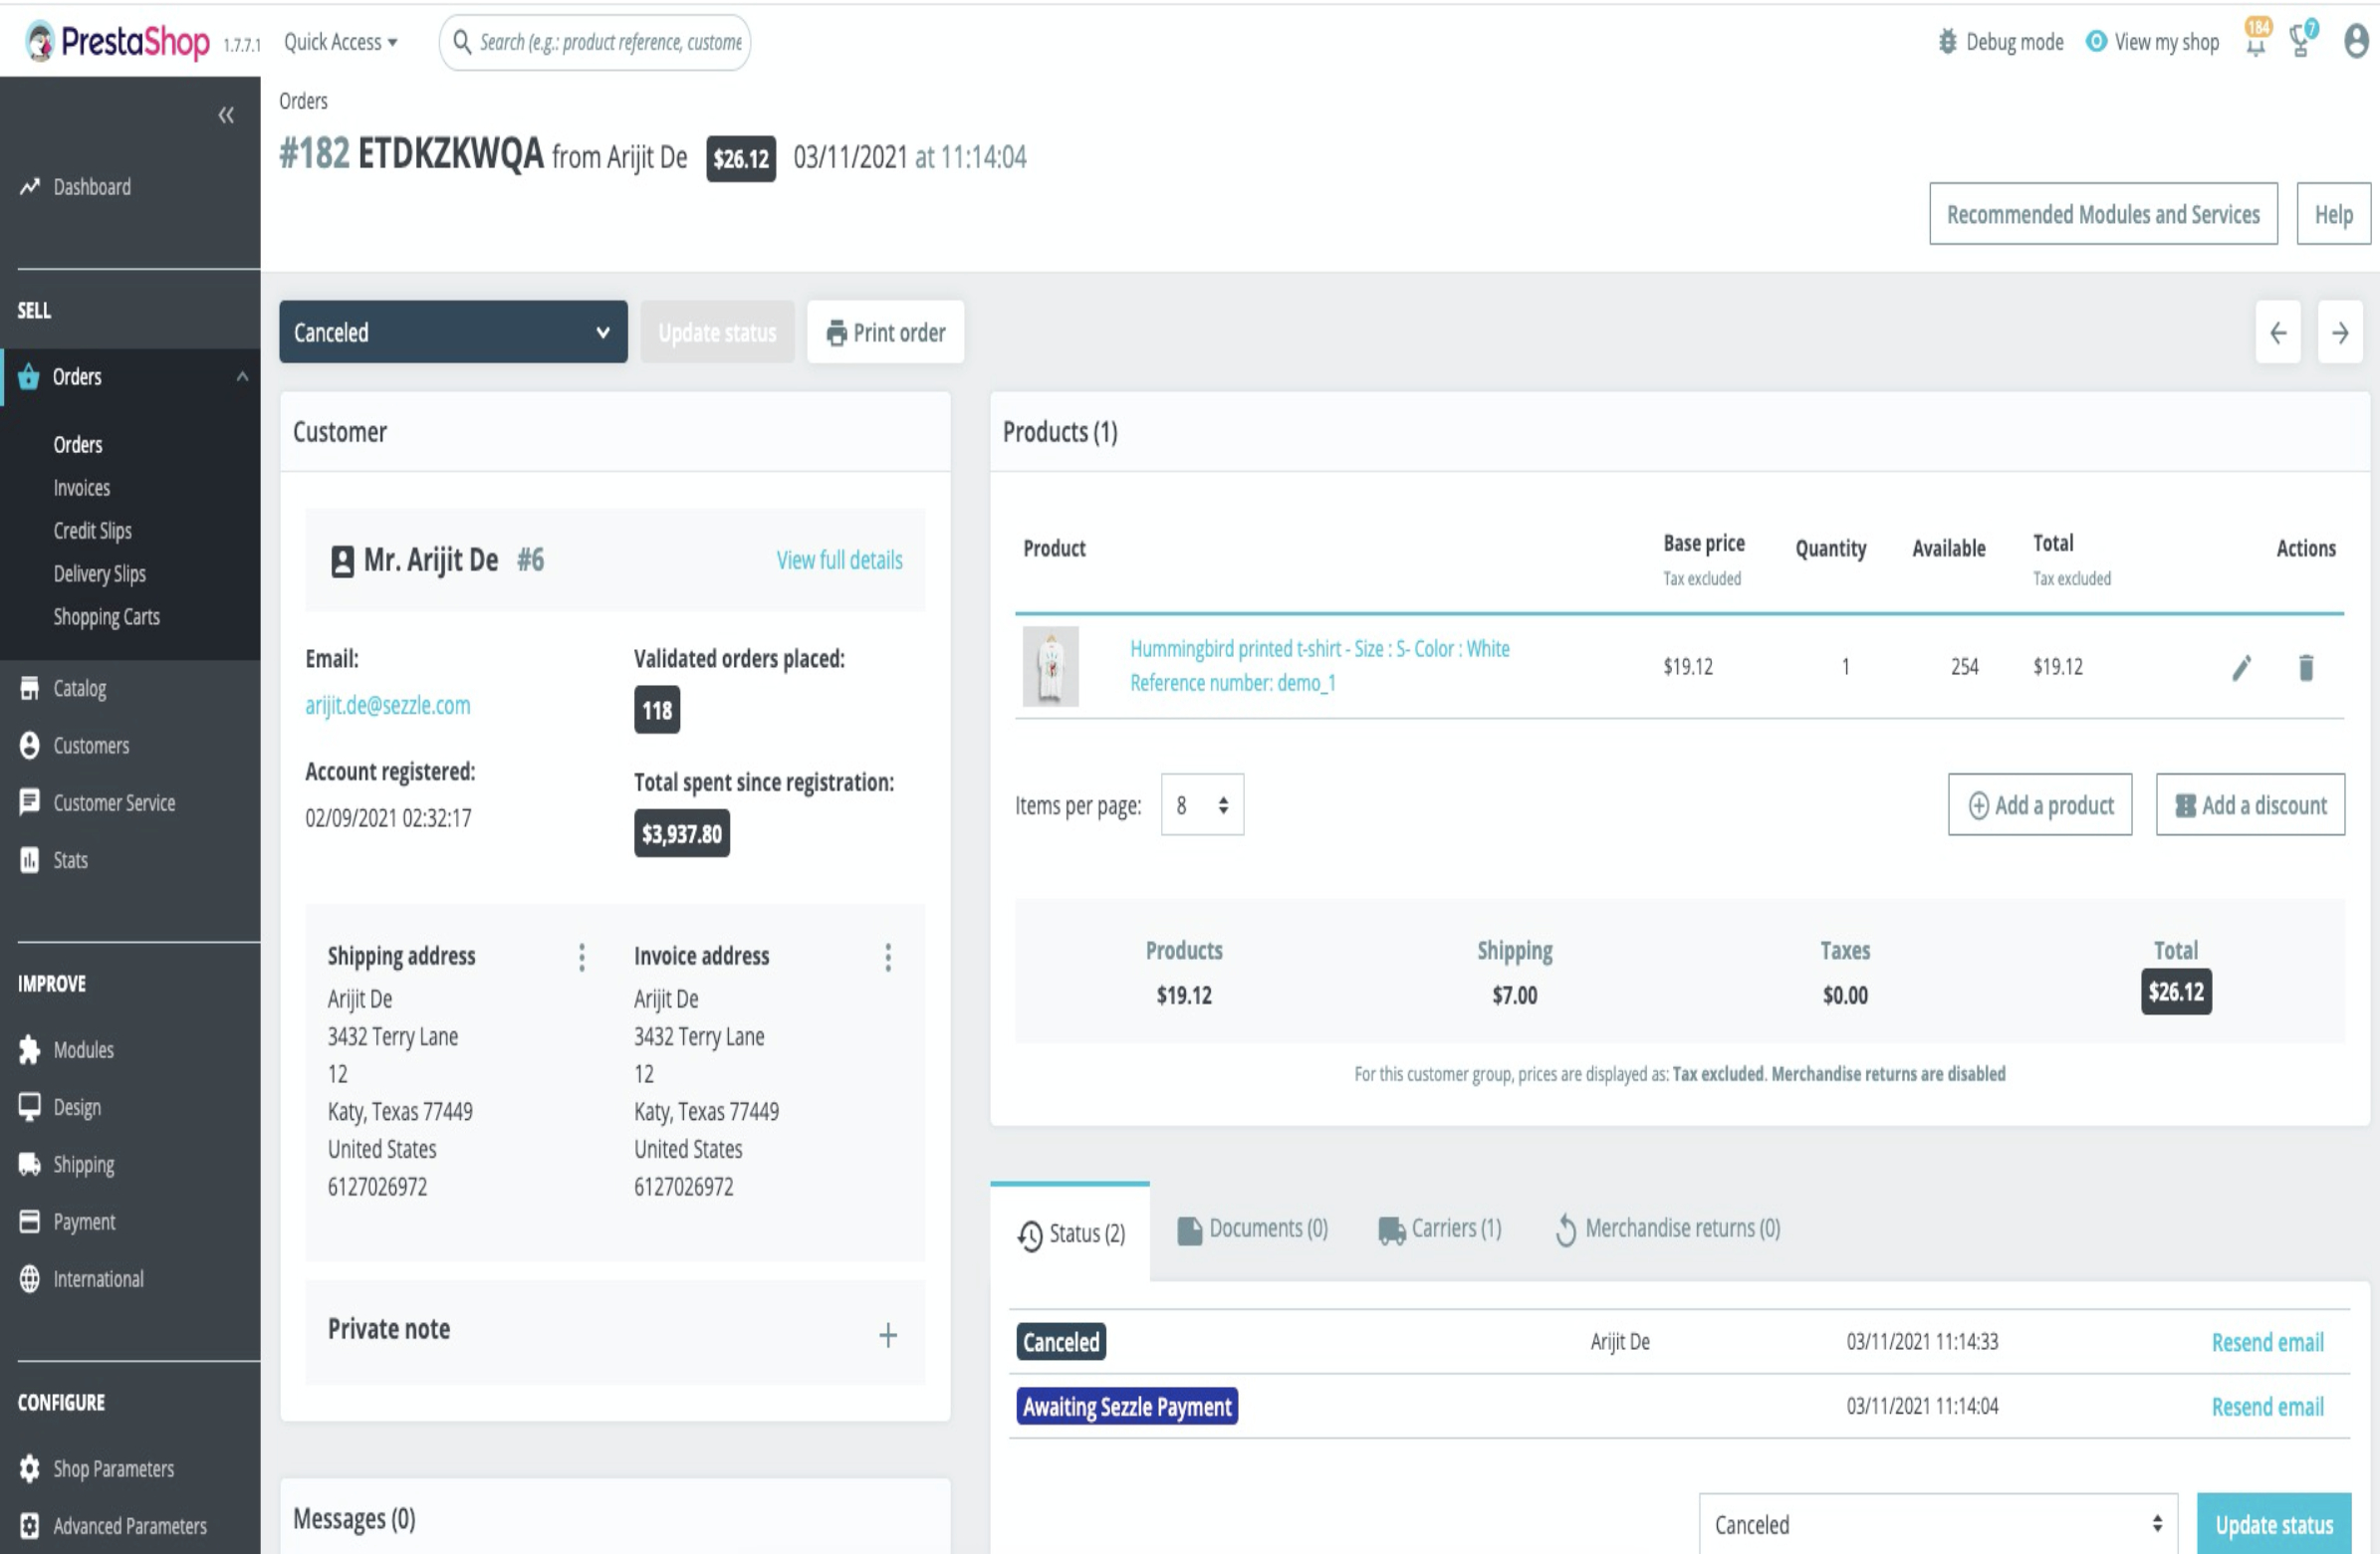 PrestaShop 1.7.7.1
Quick Access
Search (e.g.: product reference, custome
Debug mode
View my shop
184
7
Orders
#182 ETDKZKWQA from Arijit De $26.12 03/11/2021 at 11:14:04
Recommended Modules and Services
Help
Dashboard
SELL
Orders
Orders
Invoices
Credit Slips
Delivery Slips
Shopping Carts
Catalog
Customers
Customer Service
Stats
IMPROVE
Modules
Design
Shipping
Payment
International
CONFIGURE
Shop Parameters
Advanced Parameters
Canceled
Update status
Print order
Customer
Mr. Arijit De #6
View full details
Email:
arijit.de@sezzle.com
Account registered:
02/09/2021 02:32:17
Validated orders placed:
118
Total spent since registration:
$3,937.80
Shipping address
Arijit De
3432 Terry Lane
12
Katy, Texas 77449
United States
6127026972
Invoice address
Arijit De
3432 Terry Lane
12
Katy, Texas 77449
United States
6127026972
Private note
Messages (0)
Products (1)
Product
Base price
Tax excluded
Quantity
Available
Total
Tax excluded
Actions
Hummingbird printed t-shirt - Size : S- Color : White
Reference number: demo_1
$19.12
1
254
$19.12
Items per page: 8
Add a product
Add a discount
Products
$19.12
Shipping
$7.00
Taxes
$0.00
Total
$26.12
For this customer group, prices are displayed as: Tax excluded. Merchandise returns are disabled
Status (2)
Documents (0)
Carriers (1)
Merchandise returns (0)
Canceled Arijit De 03/11/2021 11:14:33 Resend email
Awaiting Sezzle Payment 03/11/2021 11:14:04 Resend email
Canceled
Update status